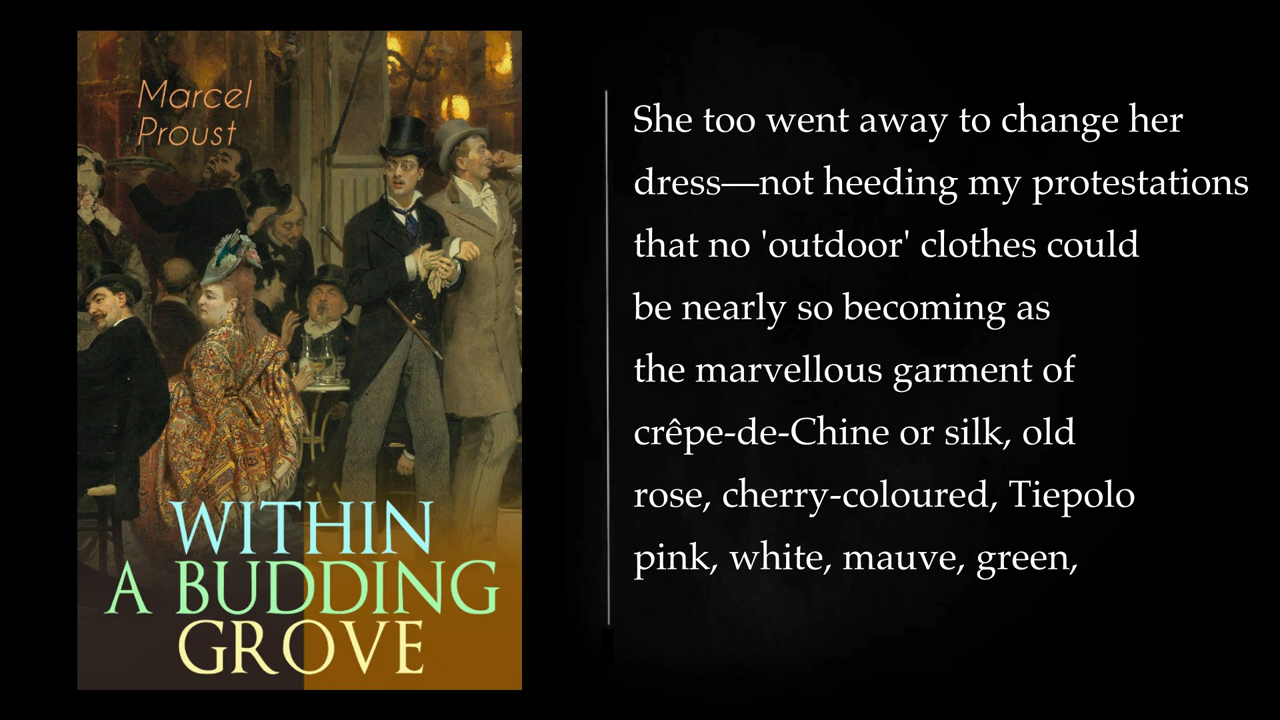 Marcel
Proust
WITHIN
A BUDDING
GROVE
She too went away to change her
dress—not heeding my protestations
that no 'outdoor' clothes could
be nearly so becoming as
the marvellous garment of
crêpe-de-Chine or silk, old
rose, cherry-coloured, Tiepolo
pink, white, mauve, green,